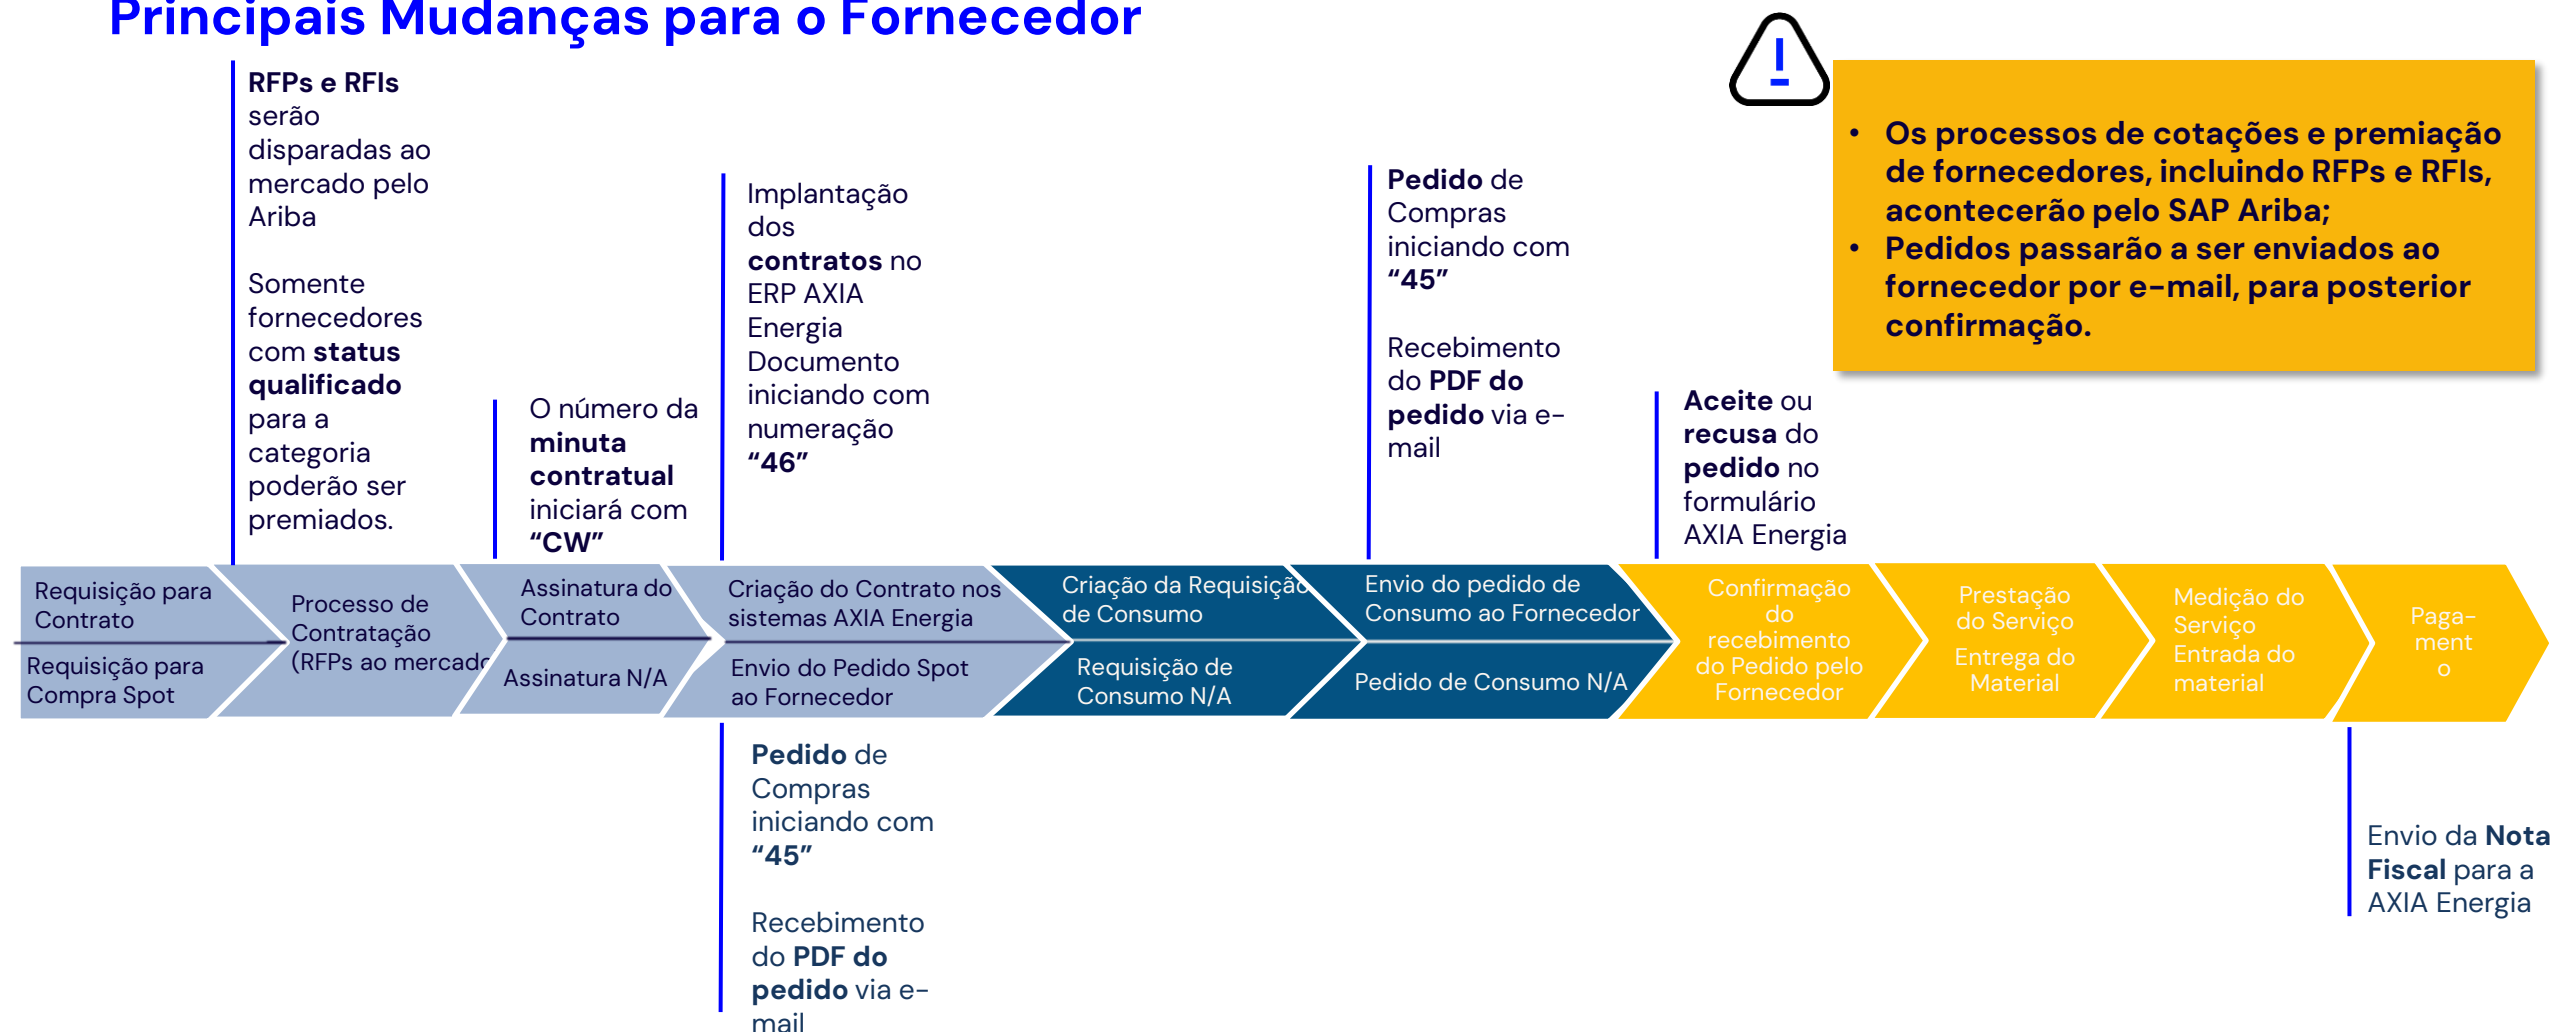 Principais Mudanças para o Fornecedor
RFPs e RFIs
serão
disparadas ao
mercado pelo
Ariba
Somente
fornecedores
com status
qualificado
para a
categoria
poderão ser
premiados.
O número da
minuta
contratual
iniciará com
“CW”
Implantação
dos
contratos no
ERP AXIA
Energia
Documento
iniciando com
numeração
“46”
Pedido de
Compras
iniciando com
“45”
Recebimento
do PDF do
pedido via e-
mail
Aceite ou
recusa do
pedido no
formulário
AXIA Energia
!
• Os processos de cotações e premiação
de fornecedores, incluindo RFPs e RFIs,
acontecerão pelo SAP Ariba;
• Pedidos passarão a ser enviados ao
fornecedor por e-mail, para posterior
confirmação.
Requisição para
Contrato
Requisição para
Compra Spot
Processo de
Contratação
(RFPs ao mercado
Assinatura do
Contrato
Assinatura N/A
Criação do Contrato nos
sistemas AXIA Energia
Envio do Pedido Spot
ao Fornecedor
Criação da Requisição
de Consumo
Requisição de
Consumo N/A
Envio do pedido de
Consumo ao Fornecedor
Pedido de Consumo N/A
Confirmação
do
recebimento
do Pedido pelo
Fornecedor
Prestação
do Serviço
Entrega do
Material
Medição do
Serviço
Entrada do
material
Paga-
ment
o
Pedido de
Compras
iniciando com
“45”
Recebimento
do PDF do
pedido via e-
mail
Envio da Nota
Fiscal para a
AXIA Energia